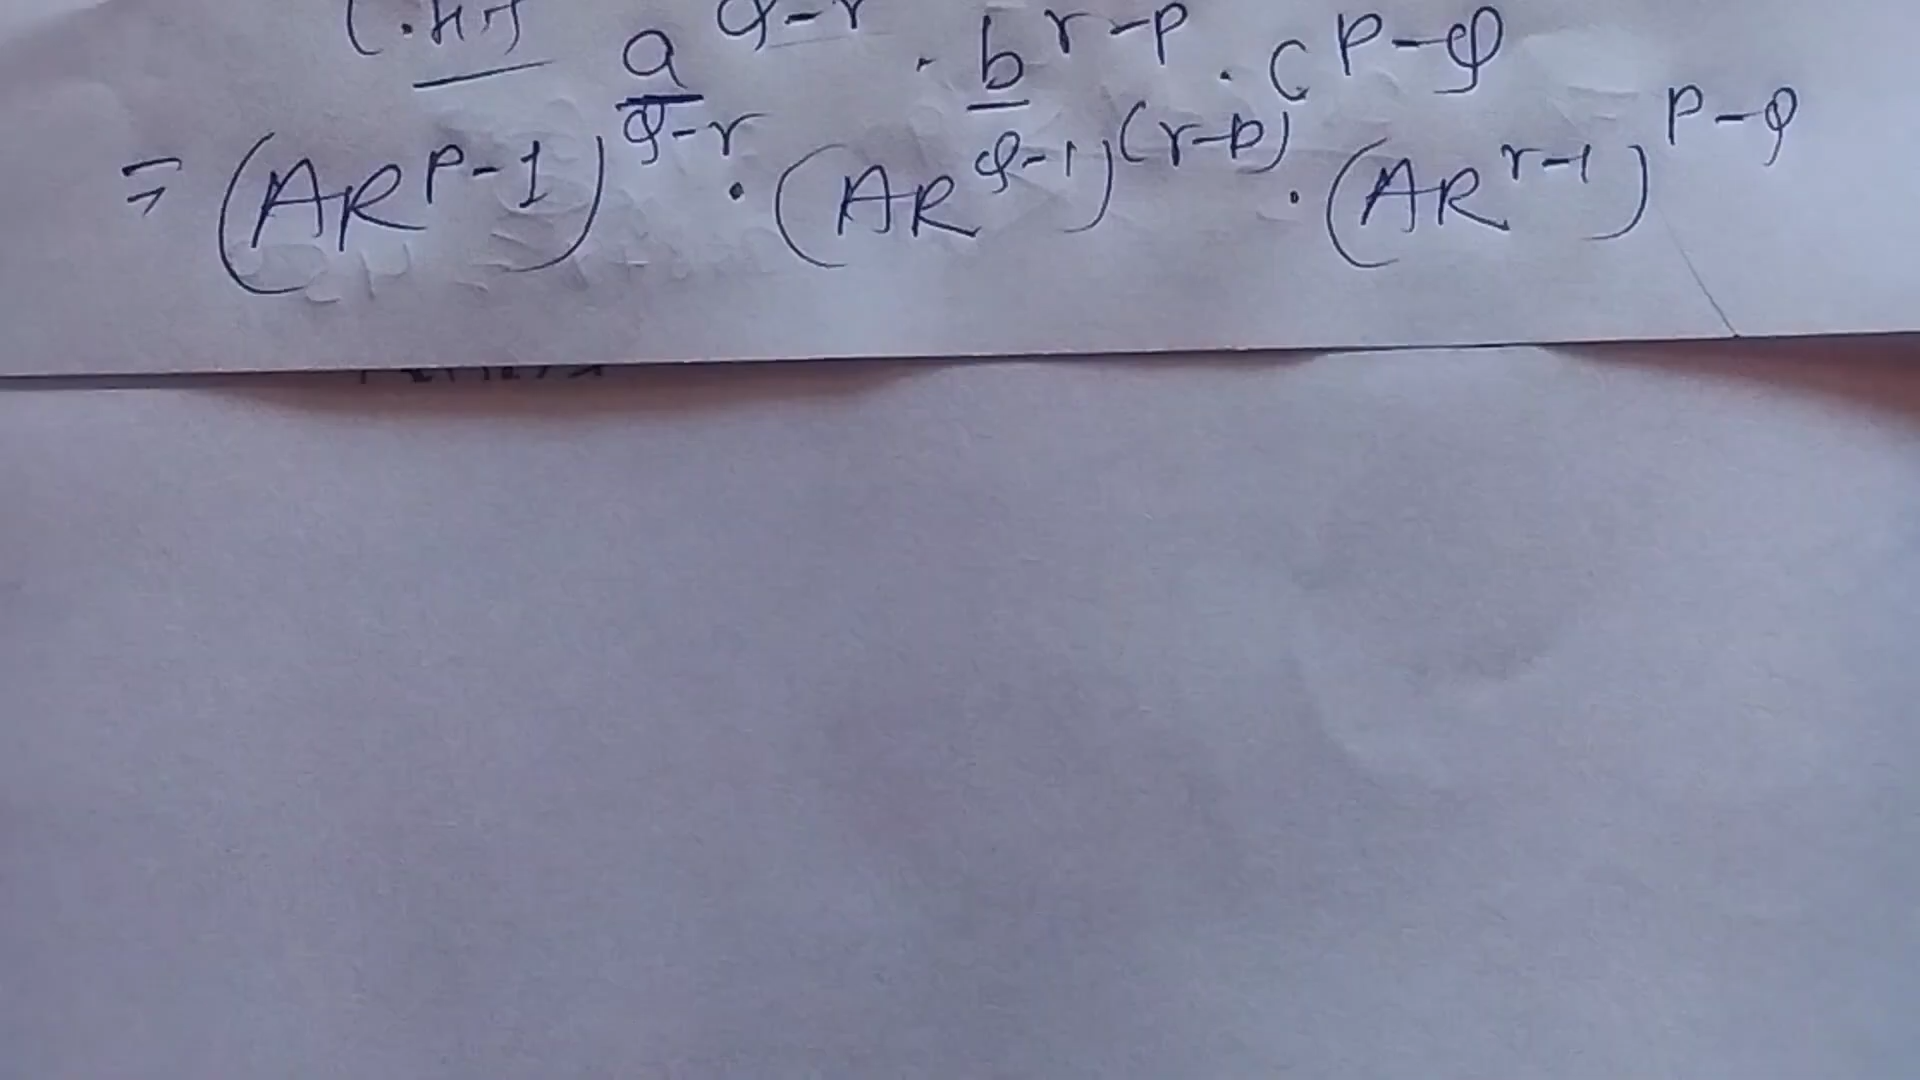 L.H.S a^{q-r} . b^{r-p} . c^{p-q}
= (AR^{p-1})^{q-r} . (AR^{q-1})^{(r-p)} . (AR^{r-1})^{p-q}